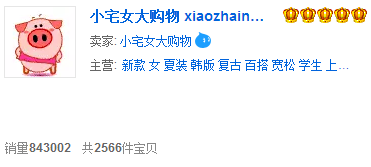 小宅女大购物 xiaozhain…
卖家: 小宅女大购物
主营: 新款 女 夏装 韩版 复古 百搭 宽松 学生 上…
销量843002 共2566件宝贝